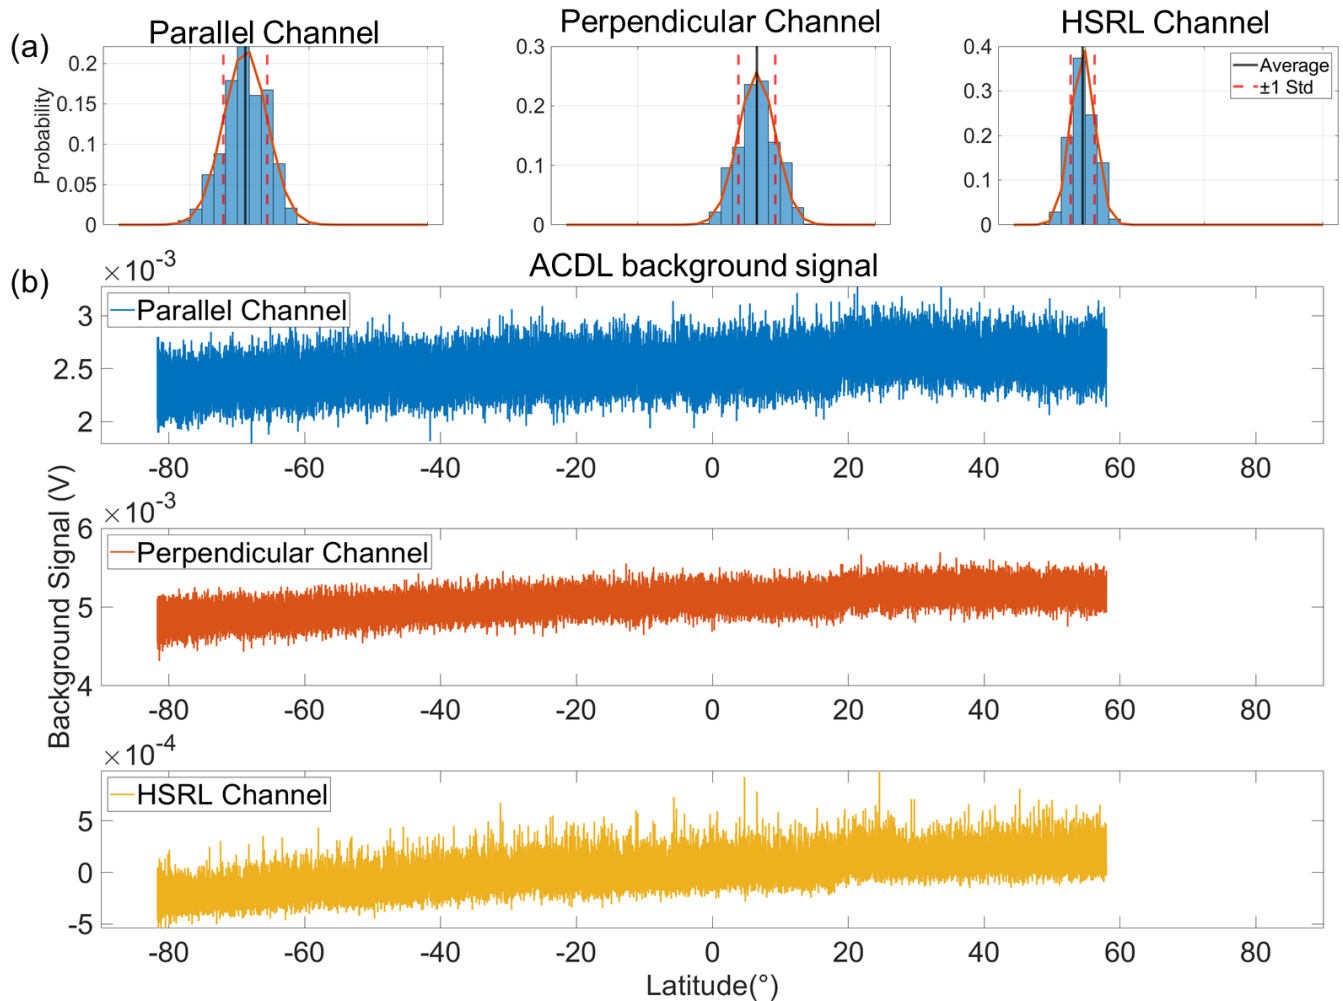 (a)
Parallel Channel
Perpendicular Channel
HSRL Channel
Probability
0.2
0.15
0.1
0.05
0
0.3
0.2
0.1
0
0.4
0.3
0.2
0.1
0
Average
±1 Std
(b)
ACDL background signal
×10⁻³
Parallel Channel
3
2.5
2
-80 -60 -40 -20 0 20 40 60 80
×10⁻³
Perpendicular Channel
6
5
4
-80 -60 -40 -20 0 20 40 60 80
Background Signal (V)
×10⁻⁴
HSRL Channel
5
0
-5
-80 -60 -40 -20 0 20 40 60 80
Latitude(°)